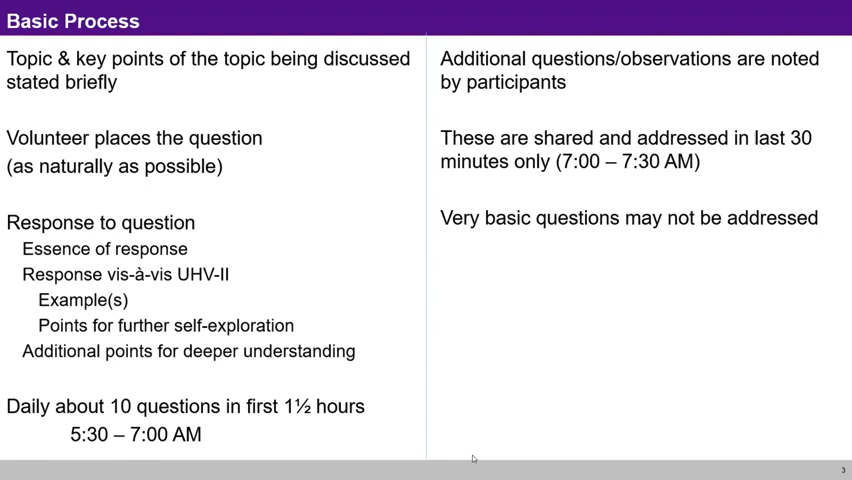 Basic Process
Topic & key points of the topic being discussed
stated briefly
Volunteer places the question
(as naturally as possible)
Response to question
Essence of response
Response vis-à-vis UHV-II
Example(s)
Points for further self-exploration
Additional points for deeper understanding
Daily about 10 questions in first 1½ hours
5:30 – 7:00 AM
Additional questions/observations are noted
by participants
These are shared and addressed in last 30
minutes only (7:00 – 7:30 AM)
Very basic questions may not be addressed
3